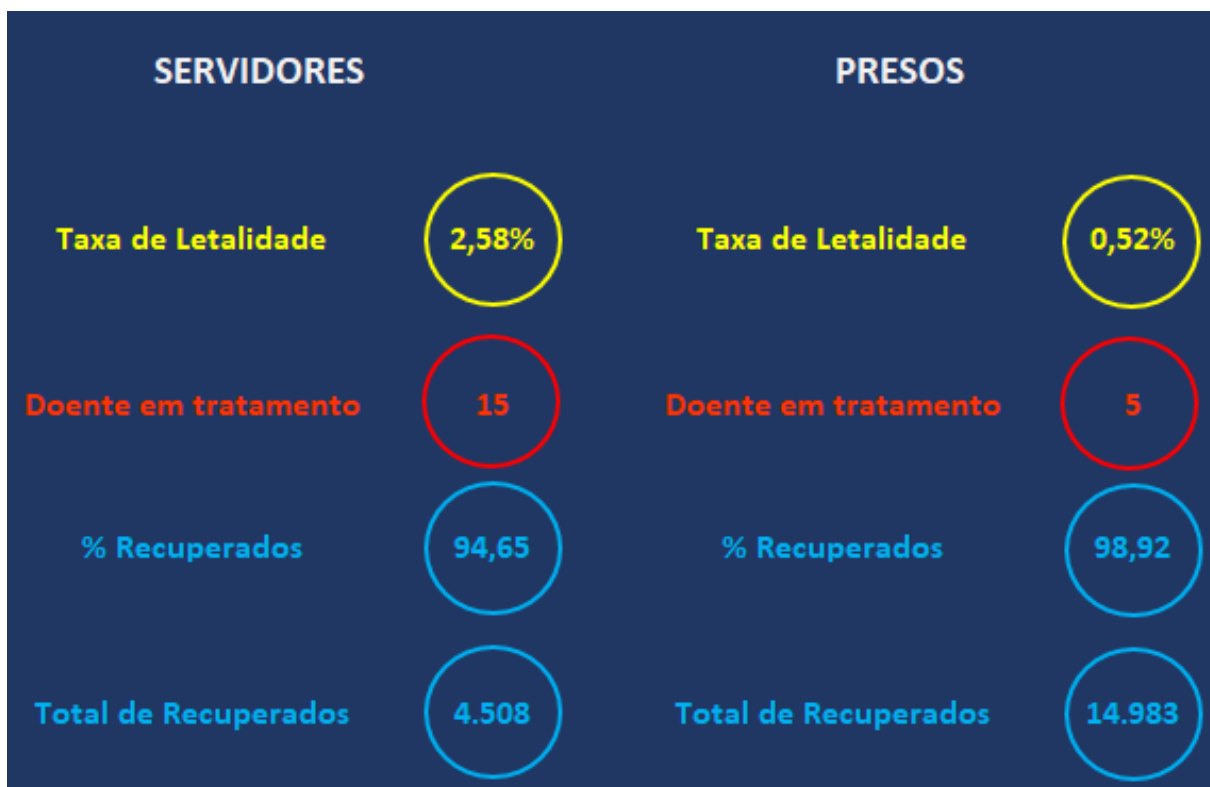 SERVIDORES
PRESOS
Taxa de Letalidade 2,58% Taxa de Letalidade 0,52%
Doente em tratamento 15 Doente em tratamento 5
% Recuperados 94,65 % Recuperados 98,92
Total de Recuperados 4.508 Total de Recuperados 14.983